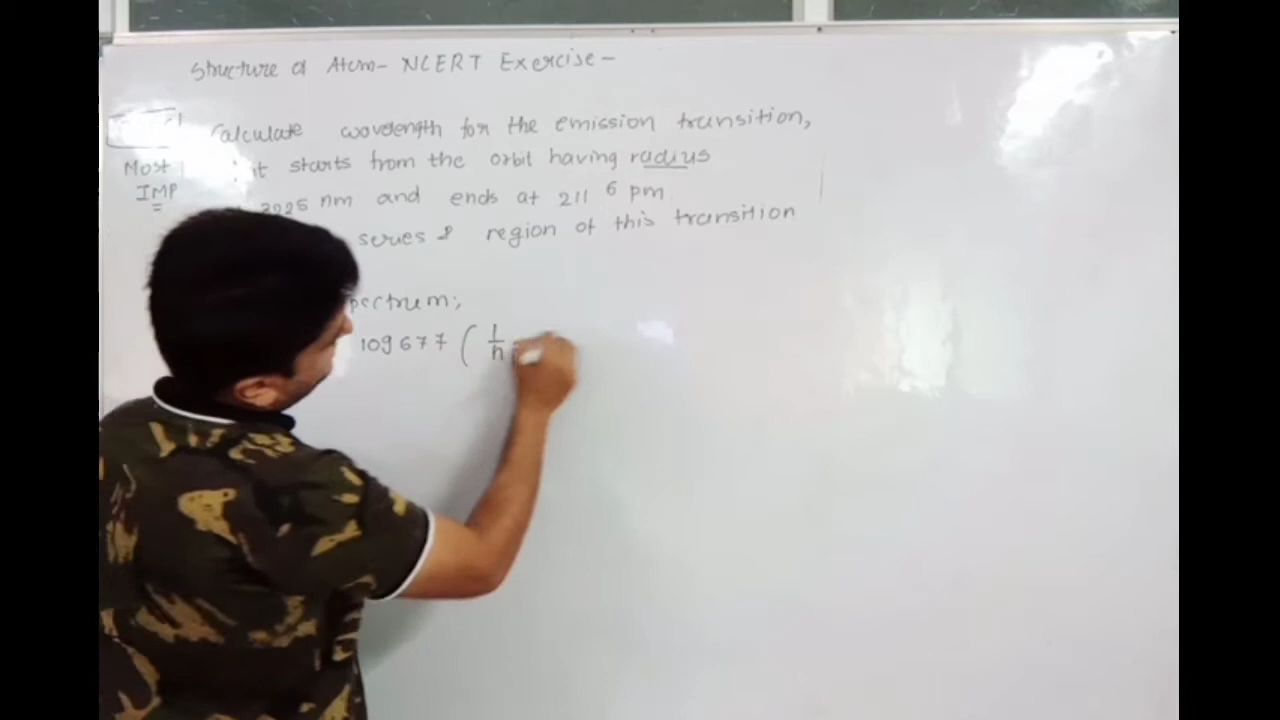 Structure of Atom- NCERT Exercise -
Calculate wavelength for the emission transition,
Most it starts from the orbit having radius
IMP nm and ends at 211 6 pm
series & region of this transition
pectrum;
109677 ( 1/n